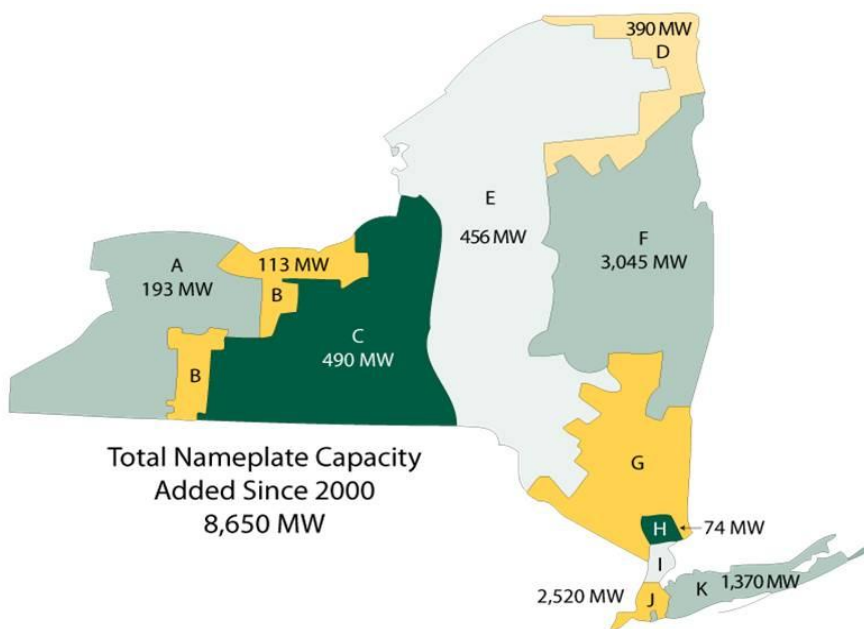 390 MW
D
E
456 MW
F
3,045 MW
A
193 MW
113 MW
B
C
490 MW
B
Total Nameplate Capacity
Added Since 2000
8,650 MW
G
H
74 MW
I
2,520 MW
J
K
1,370 MW